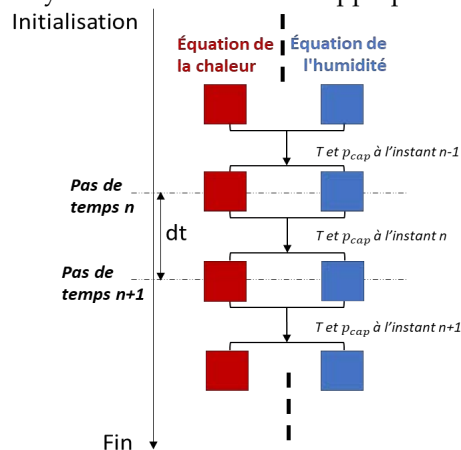 Initialisation
Équation de
la chaleur
Équation de
l'humidité
T et p_cap à l’instant n-1
Pas de
temps n
dt
T et p_cap à l’instant n
Pas de
temps n+1
T et p_cap à l’instant n+1
Fin